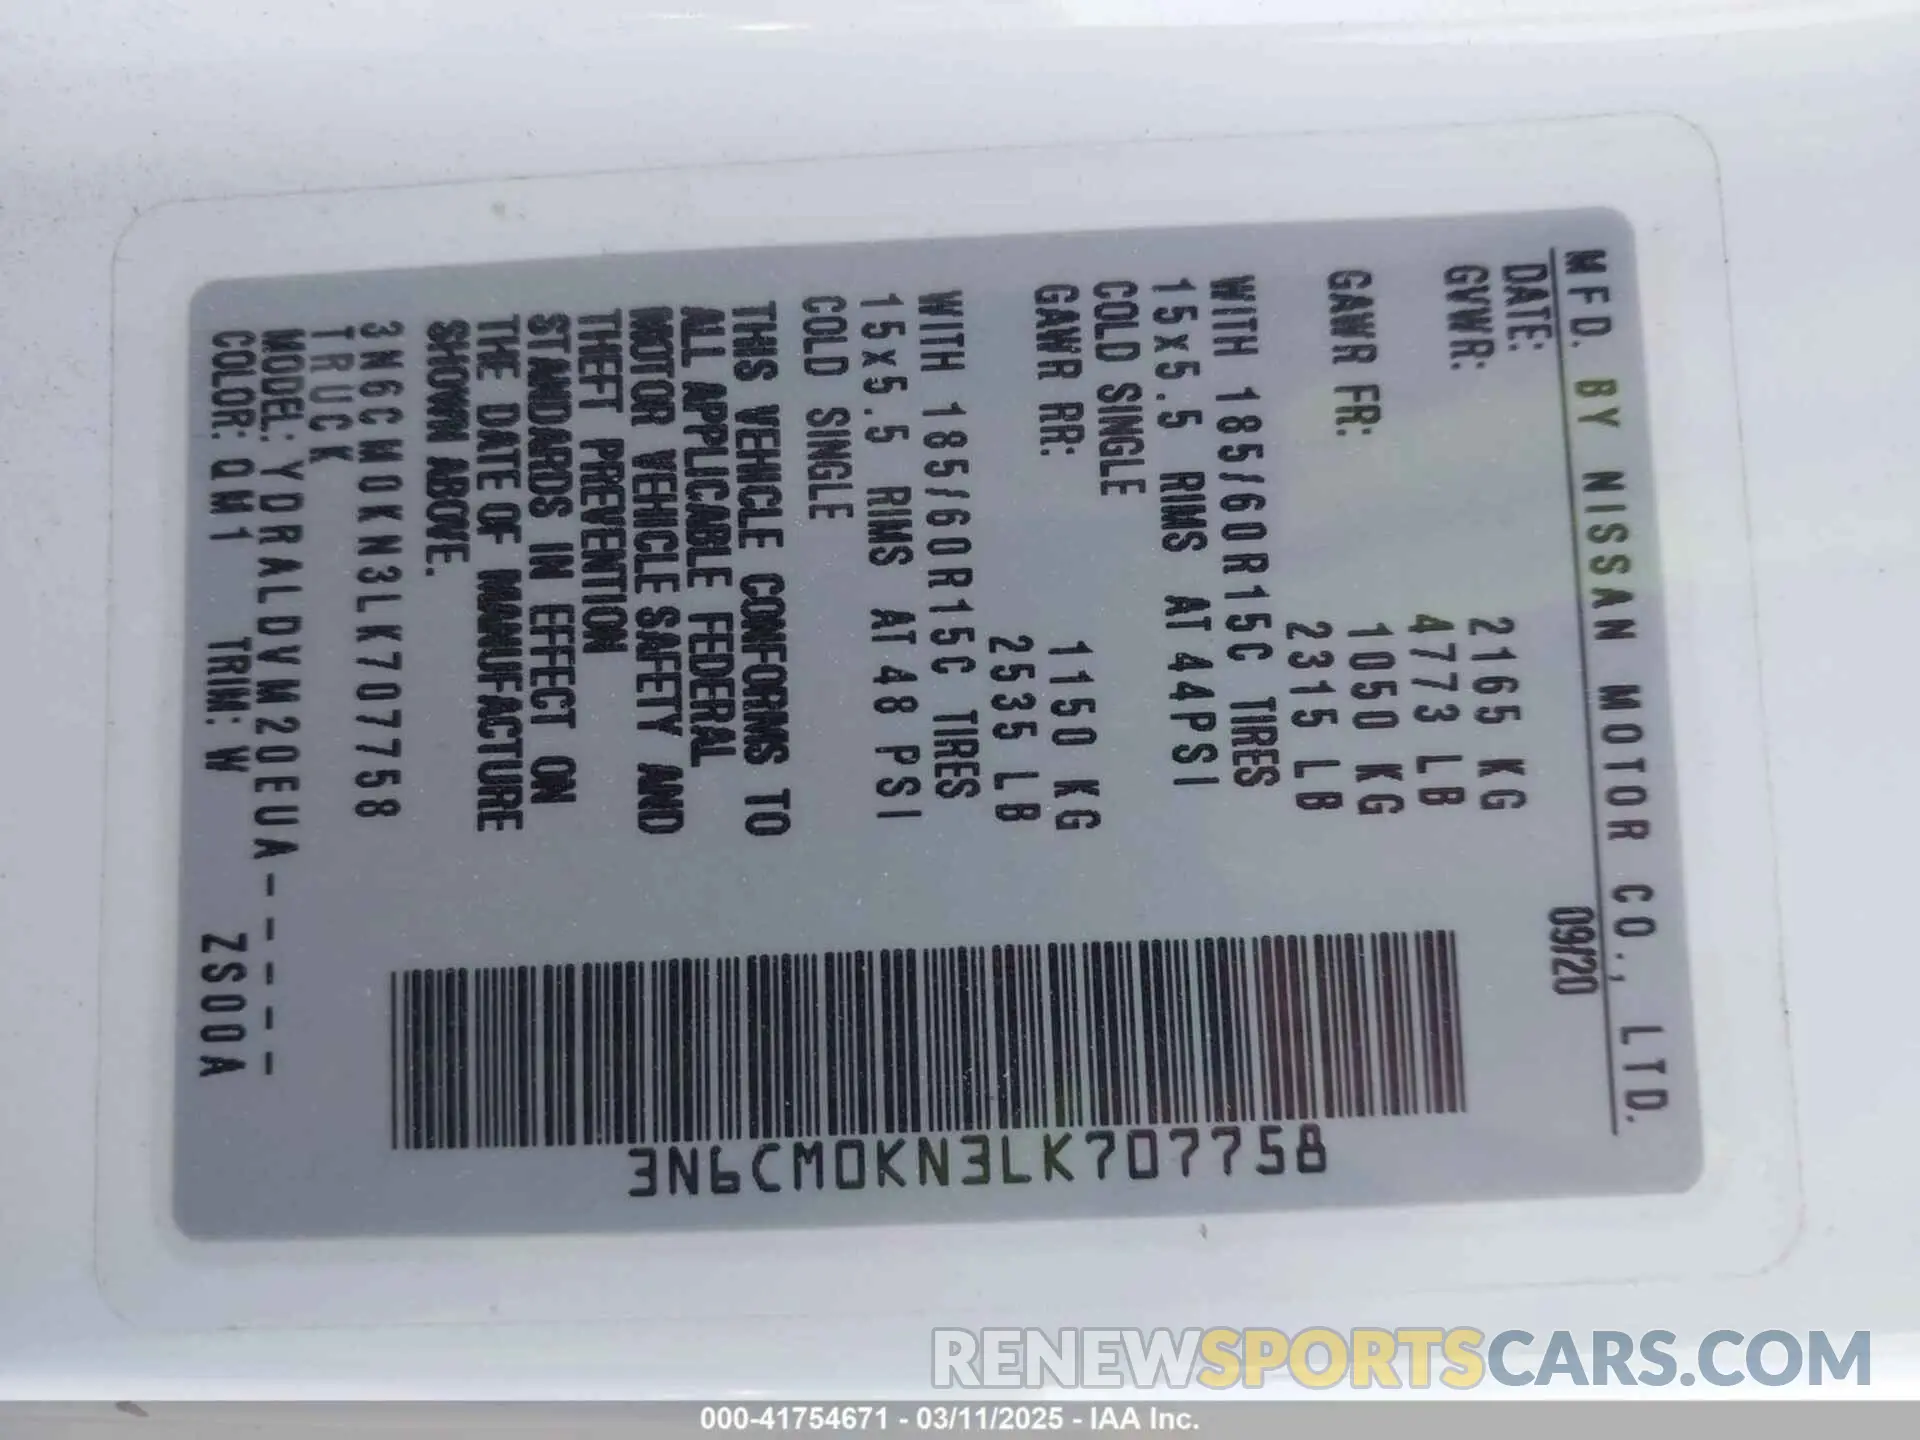 MFD. BY NISSAN MOTOR CO., LTD.
DATE: 09/20
GVWR: 2165 KG
4773 LB
GAWR FR: 1050 KG
2315 LB
WITH 185/60R15C TIRES
15x5.5 RIMS AT 44PSI
COLD SINGLE
GAWR RR: 1150 KG
2535 LB
WITH 185/60R15C TIRES
15x5.5 RIMS AT 48 PSI
COLD SINGLE
THIS VEHICLE CONFORMS TO
ALL APPLICABLE FEDERAL
MOTOR VEHICLE SAFETY AND
THEFT PREVENTION
STANDARDS IN EFFECT ON
THE DATE OF MANUFACTURE
SHOWN ABOVE.
3N6CM0KN3LK707758
TRUCK
MODEL: YDRALDVM20EUA-----
COLOR: QM1 TRIM: W ZS00A
3N6CM0KN3LK707758
RENEWSPORTSCARS.COM
000-41754671 - 03/11/2025 - IAA Inc.